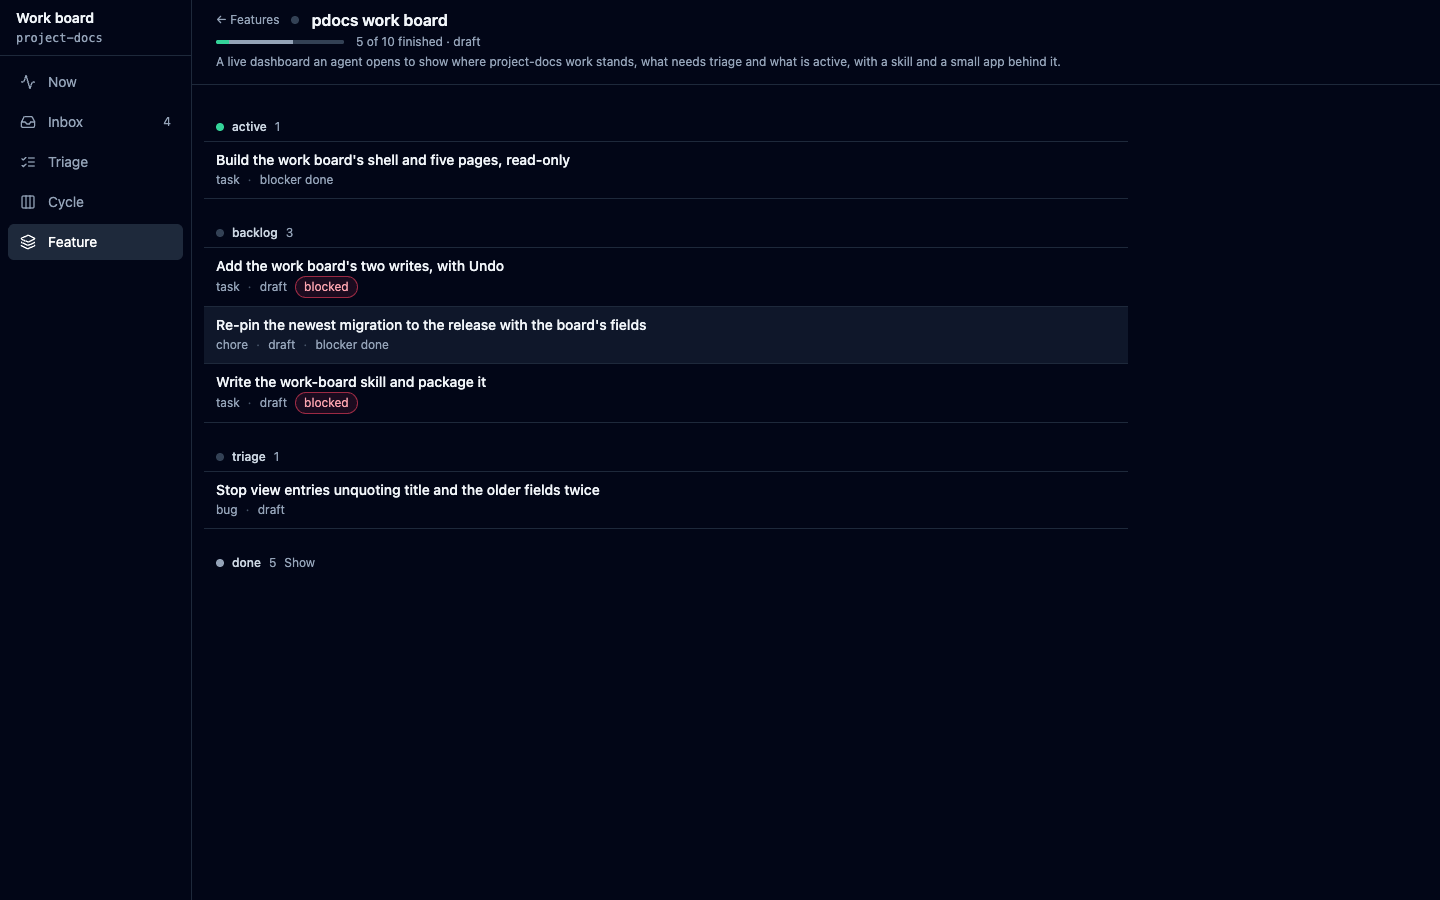 Work board
project-docs
Now
Inbox 4
Triage
Cycle
Feature
← Features pdocs work board
5 of 10 finished · draft
A live dashboard an agent opens to show where project-docs work stands, what needs triage and what is active, with a skill and a small app behind it.
active 1
Build the work board's shell and five pages, read-only
task · blocker done
backlog 3
Add the work board's two writes, with Undo
task · draft blocked
Re-pin the newest migration to the release with the board's fields
chore · draft · blocker done
Write the work-board skill and package it
task · draft blocked
triage 1
Stop view entries unquoting title and the older fields twice
bug · draft
done 5 Show